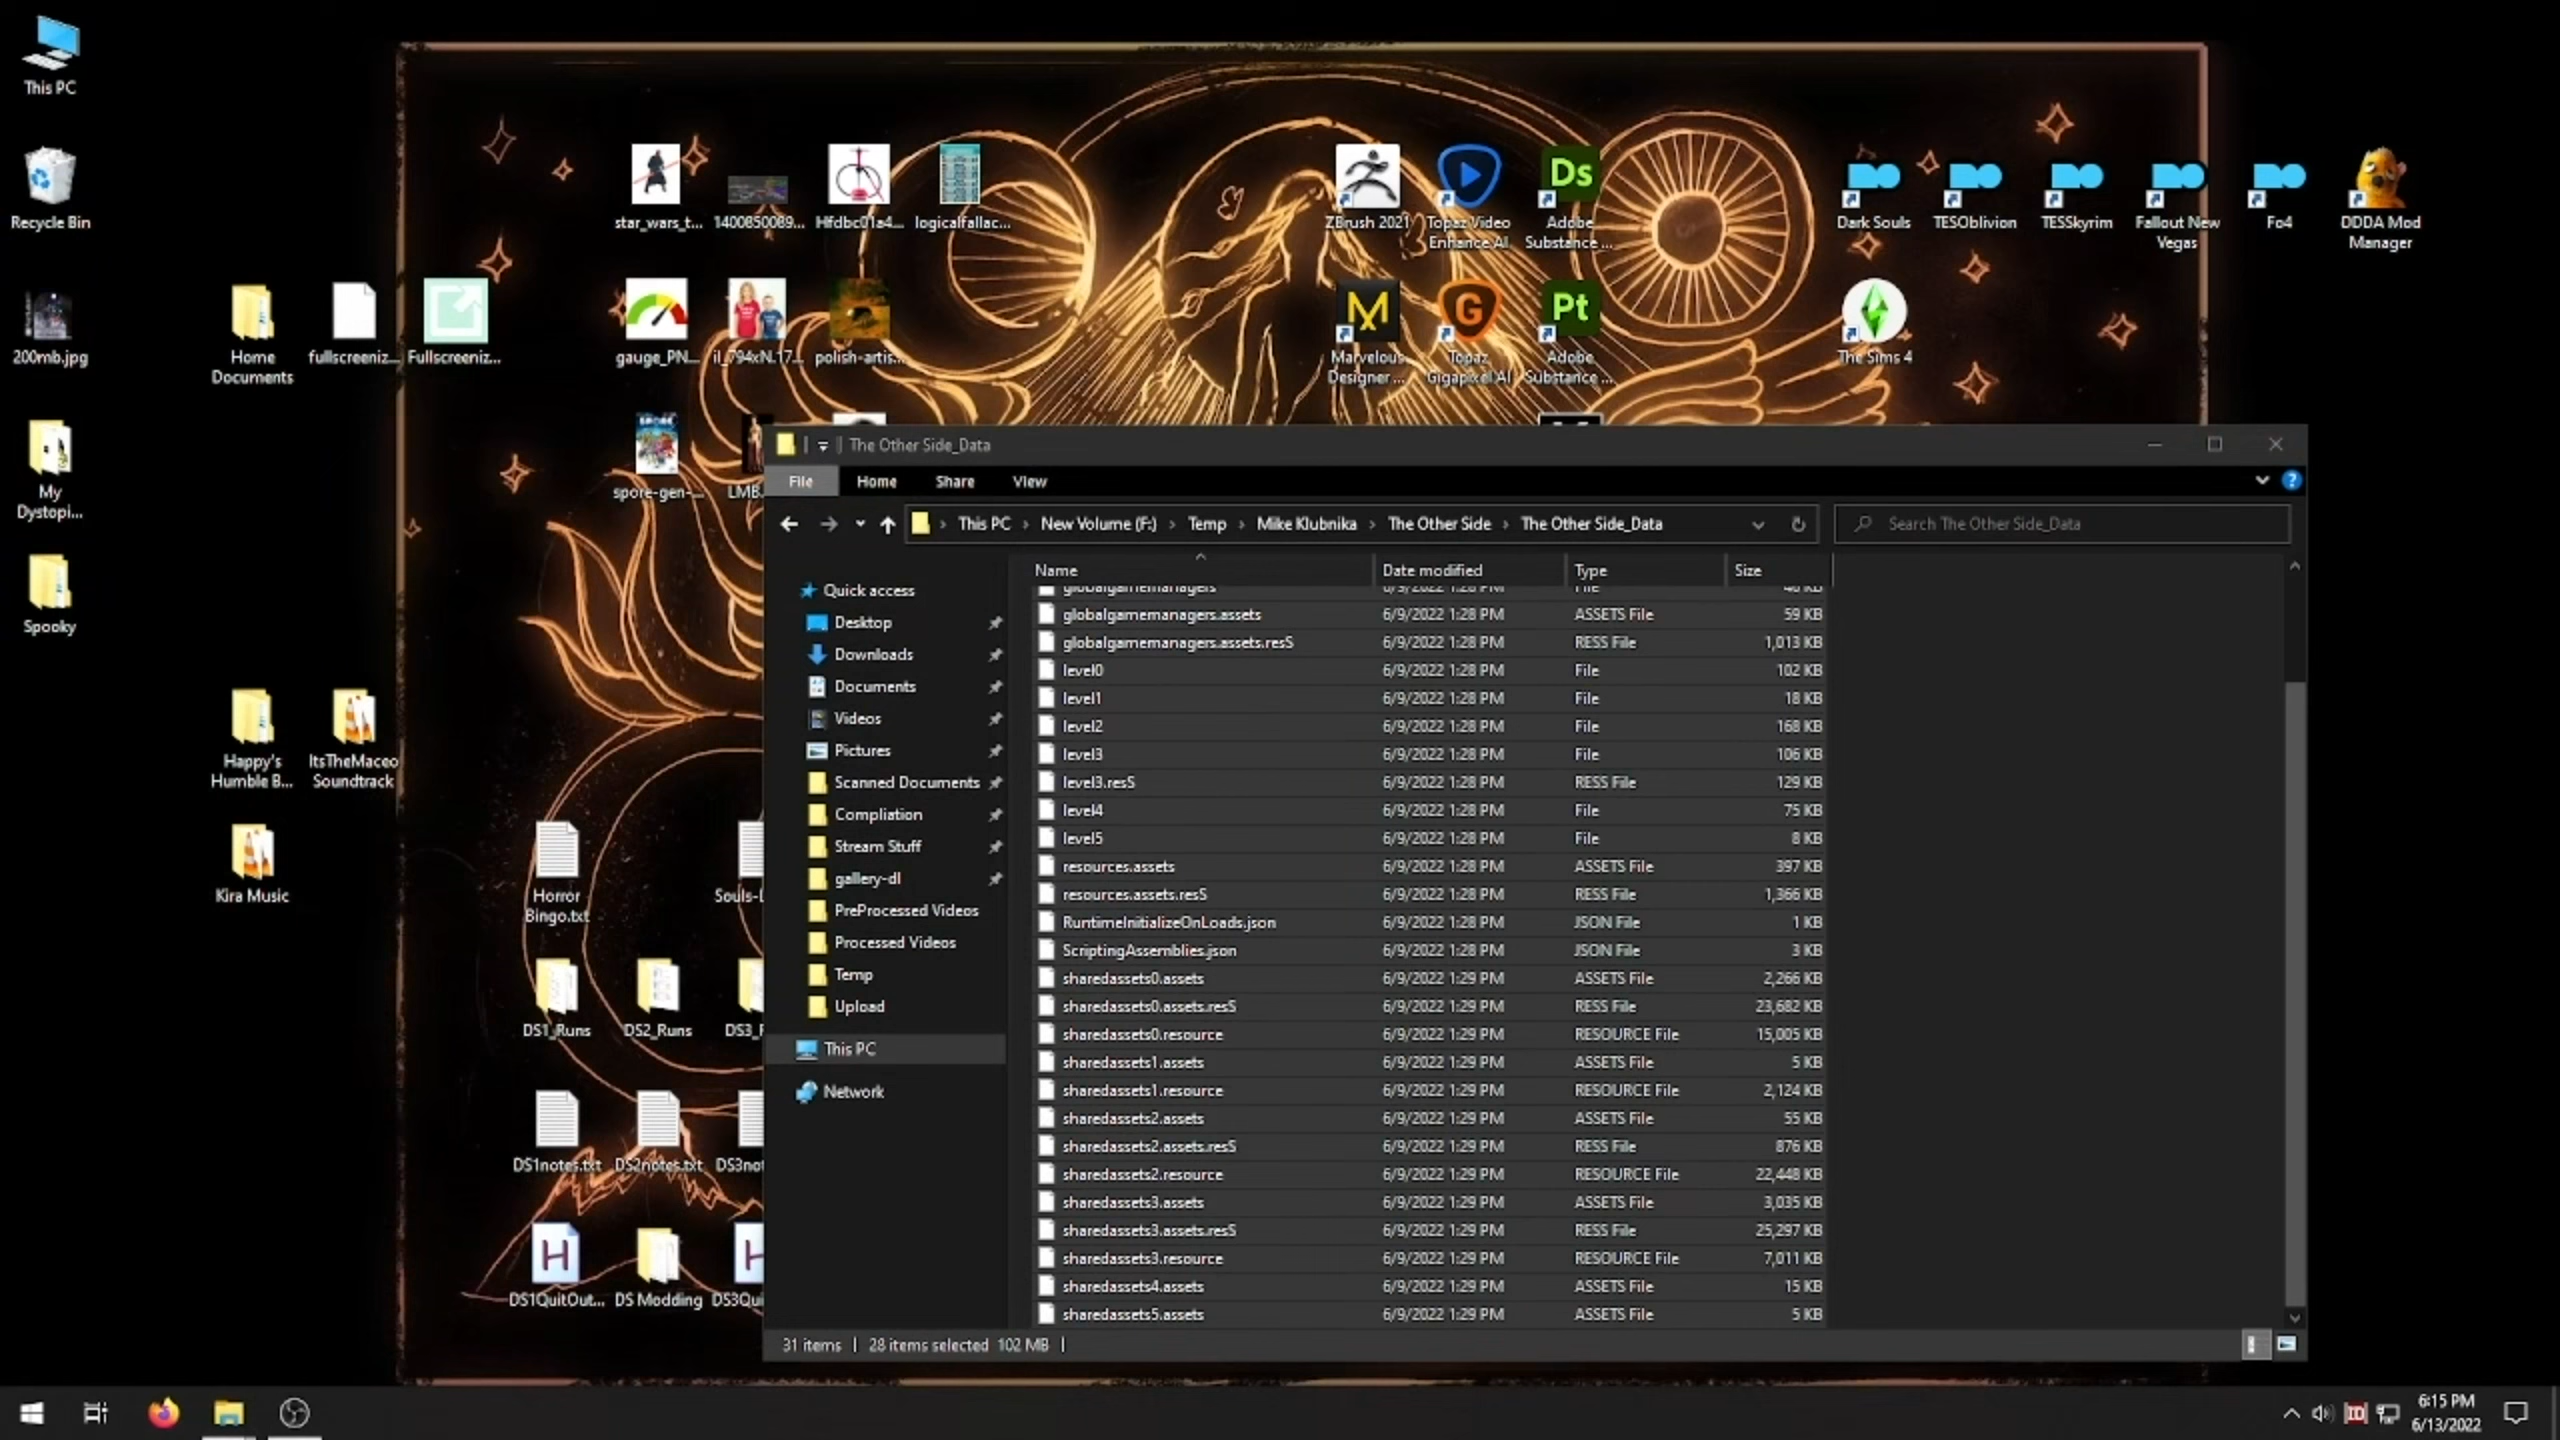 This PC
Recycle Bin
200mb.jpg
My
Dystopi...
Spooky
Home
Documents
fullscreeniz...
Fullscreeniz...
Happy's
Humble B...
ItsTheMaceo
Soundtrack
Kira Music
star_wars_t...
1400850089...
Hfdbc01a4...
logicalfallac...
gauge_PN...
il_794xN.17...
polish-artis...
spore-gen-...
LMB.
ZBrush 2021
Topaz Video
Enhance AI
Ds
Adobe
Substance ...
M
Marvelous
Designer ...
G
Topaz
Gigapixel AI
Pt
Adobe
Substance ...
Dark Souls
TESOblivion
TESSkyrim
Fallout New
Vegas
Fo4
DDDA Mod
Manager
The Sims 4
Horror
Bingo.txt
Souls-L
DS1_Runs
DS2_Runs
DS1notes.txt
DS2notes.txt
DS3not
H
DS1QuitOut...
DS Modding
DS3Qui
The Other Side_Data
File
Home
Share
View
This PC › New Volume (F:) › Temp › Mike Klubnika › The Other Side › The Other Side_Data
Search The Other Side_Data
Quick access
Desktop
Downloads
Documents
Videos
Pictures
Scanned Documents
Compliation
Stream Stuff
gallery-dl
PreProcessed Videos
Processed Videos
Temp
Upload
This PC
Network
Name Date modified Type Size
globalgamemanagers 6/9/2022 1:28 PM File
globalgamemanagers.assets 6/9/2022 1:28 PM ASSETS File 59 KB
globalgamemanagers.assets.resS 6/9/2022 1:28 PM RESS File 1,013 KB
level0 6/9/2022 1:28 PM File 102 KB
level1 6/9/2022 1:28 PM File 18 KB
level2 6/9/2022 1:28 PM File 168 KB
level3 6/9/2022 1:28 PM File 106 KB
level3.resS 6/9/2022 1:28 PM RESS File 129 KB
level4 6/9/2022 1:28 PM File 75 KB
level5 6/9/2022 1:28 PM File 8 KB
resources.assets 6/9/2022 1:28 PM ASSETS File 397 KB
resources.assets.resS 6/9/2022 1:28 PM RESS File 1,366 KB
RuntimeInitializeOnLoads.json 6/9/2022 1:28 PM JSON File 1 KB
ScriptingAssemblies.json 6/9/2022 1:28 PM JSON File 3 KB
sharedassets0.assets 6/9/2022 1:29 PM ASSETS File 2,266 KB
sharedassets0.assets.resS 6/9/2022 1:29 PM RESS File 23,682 KB
sharedassets0.resource 6/9/2022 1:29 PM RESOURCE File 15,005 KB
sharedassets1.assets 6/9/2022 1:29 PM ASSETS File 5 KB
sharedassets1.resource 6/9/2022 1:29 PM RESOURCE File 2,124 KB
sharedassets2.assets 6/9/2022 1:29 PM ASSETS File 55 KB
sharedassets2.assets.resS 6/9/2022 1:29 PM RESS File 876 KB
sharedassets2.resource 6/9/2022 1:29 PM RESOURCE File 22,448 KB
sharedassets3.assets 6/9/2022 1:29 PM ASSETS File 3,035 KB
sharedassets3.assets.resS 6/9/2022 1:29 PM RESS File 25,297 KB
sharedassets3.resource 6/9/2022 1:29 PM RESOURCE File 7,011 KB
sharedassets4.assets 6/9/2022 1:29 PM ASSETS File 15 KB
sharedassets5.assets 6/9/2022 1:29 PM ASSETS File 5 KB
31 items | 28 items selected 102 MB |
6:15 PM
6/13/2022